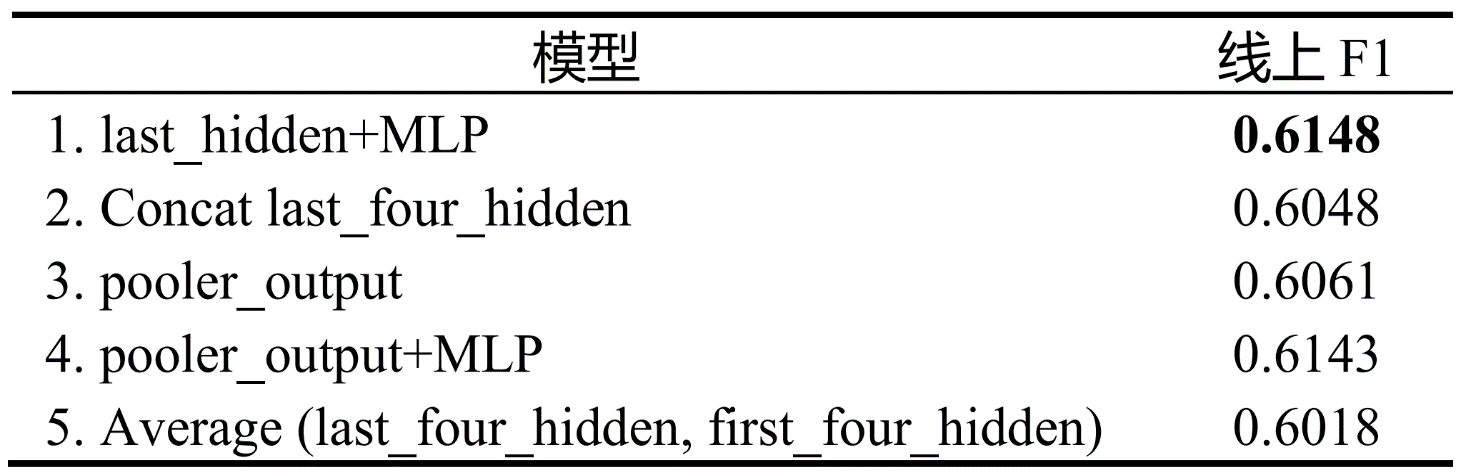 模型 线上 F1
1. last_hidden+MLP 0.6148
2. Concat last_four_hidden 0.6048
3. pooler_output 0.6061
4. pooler_output+MLP 0.6143
5. Average (last_four_hidden, first_four_hidden) 0.6018